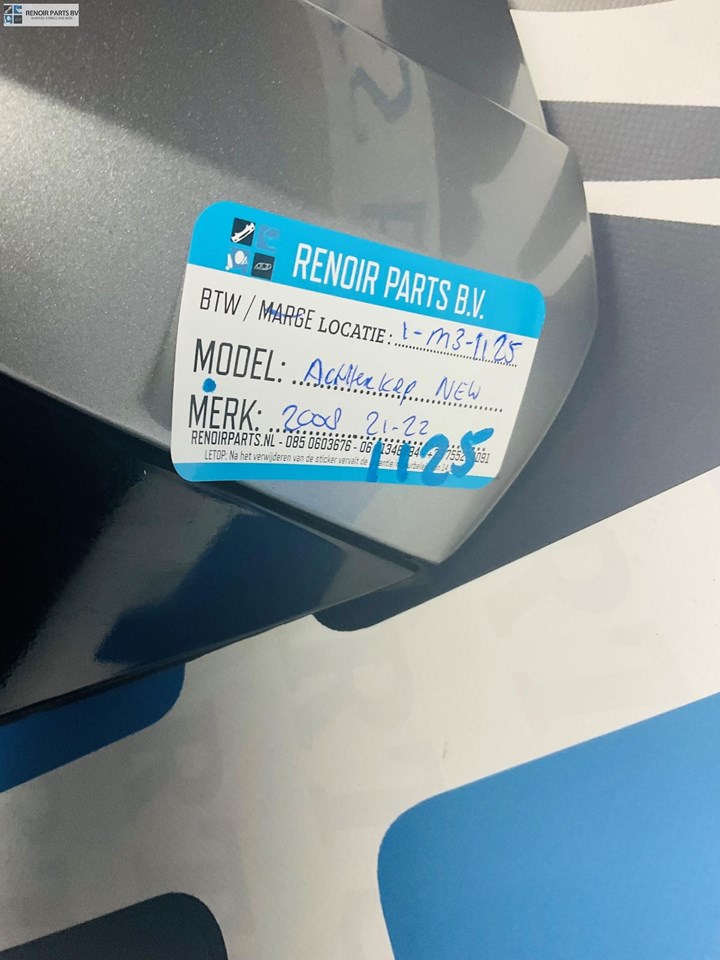 RENOIR PARTS BV
RENOIR PARTS B.V.
BTW / MARGE LOCATIE: 1-M3-1125
MODEL: Achterklep NEW
MERK: 2008 21-22
RENOIRPARTS.NL - 085 0603676 - 06
LETOP: Na het verwijderen van de sticker vervalt de
1125